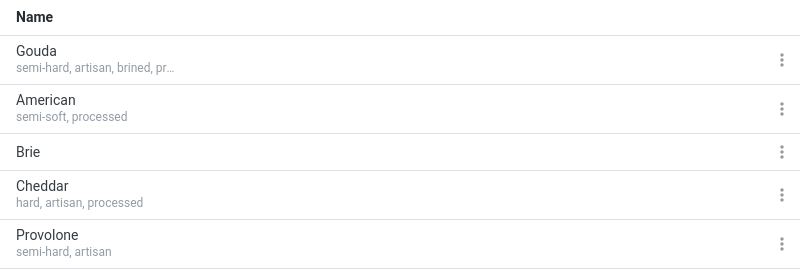 Name
Gouda
semi-hard, artisan, brined, pr...
American
semi-soft, processed
Brie
Cheddar
hard, artisan, processed
Provolone
semi-hard, artisan